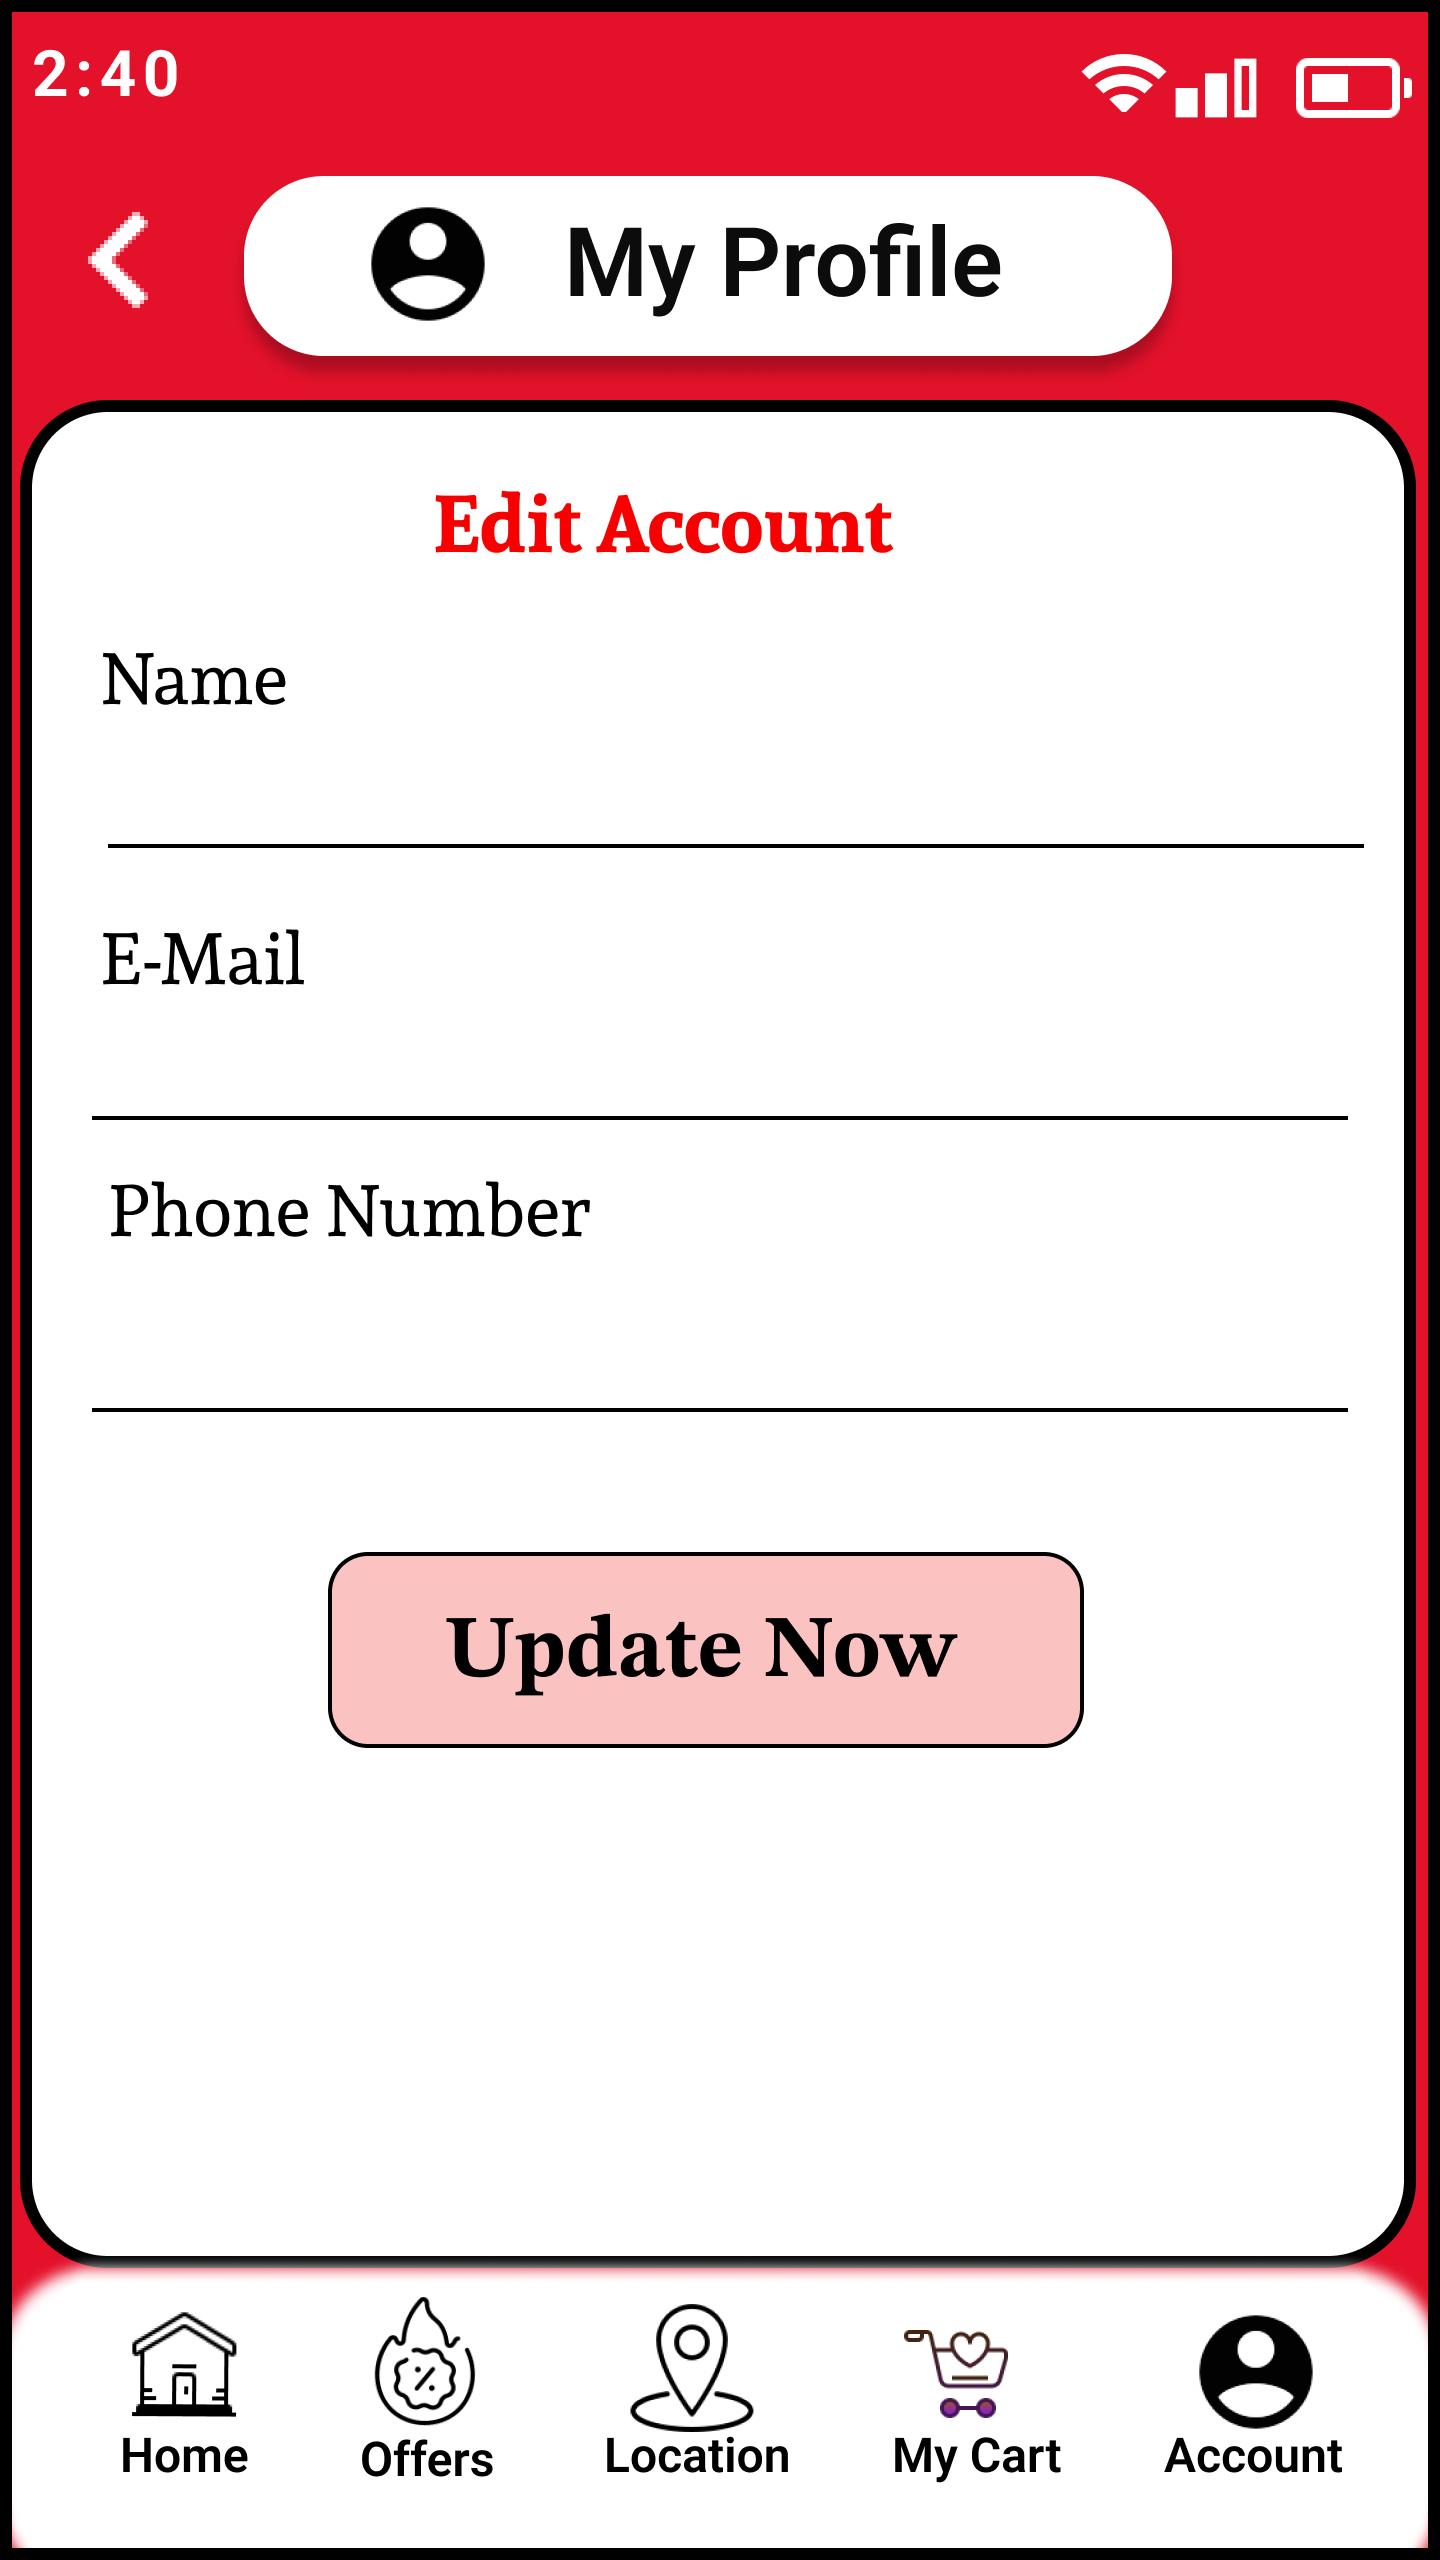 2:40
My Profile
Edit Account
Name
E-Mail
Phone Number
Update Now
Home
Offers
Location
My Cart
Account